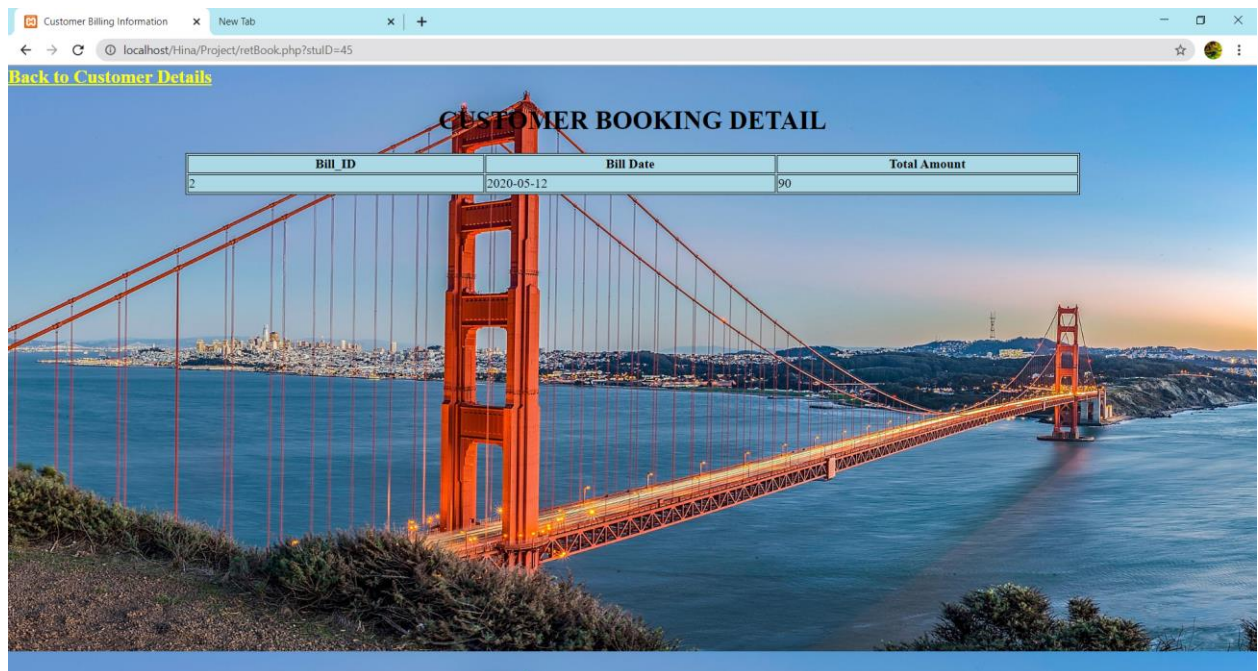 Customer Billing Information
New Tab
localhost/Hina/Project/retBook.php?stuID=45
Back to Customer Details
CUSTOMER BOOKING DETAIL
Bill_ID Bill Date Total Amount
2 2020-05-12 90